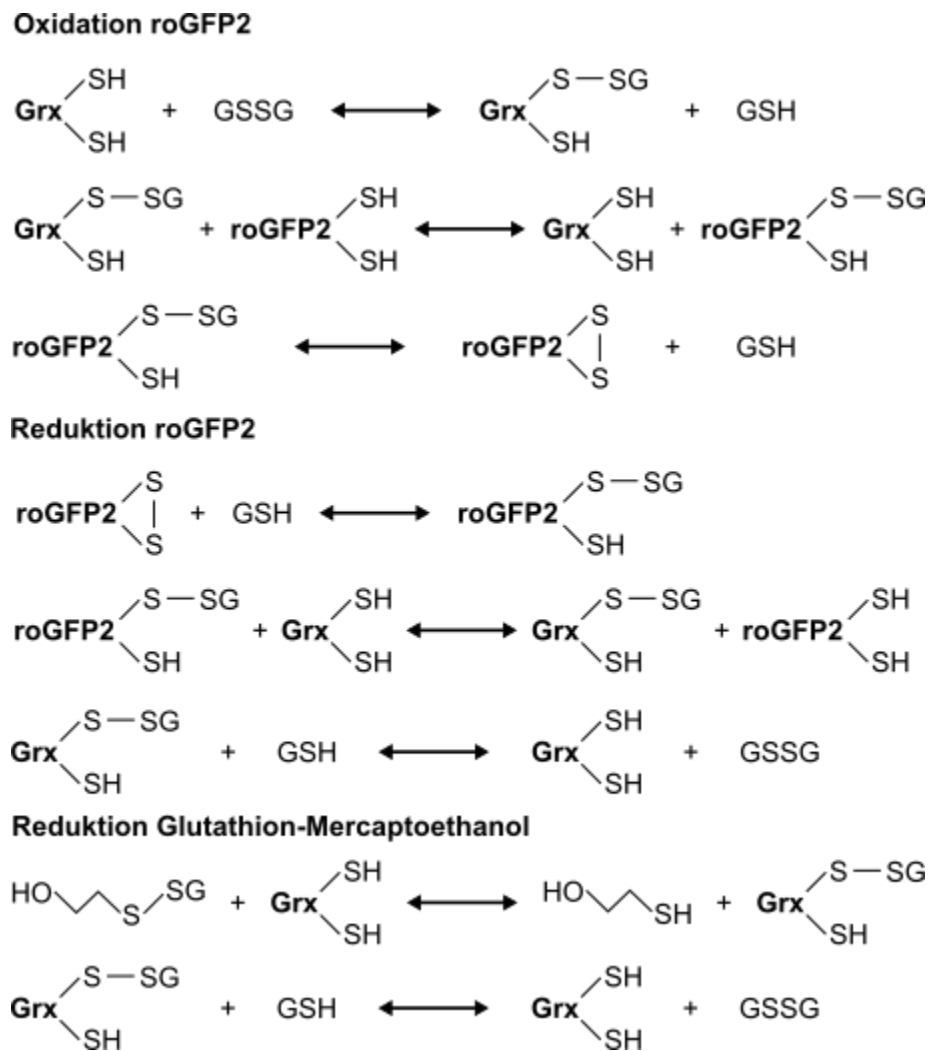 Oxidation roGFP2
SH
Grx + GSSG S — SG
Grx + GSH
SH SH
S — SG SH SH S — SG
Grx + roGFP2 Grx + roGFP2
SH SH SH SH
S — SG S
roGFP2 roGFP2 + GSH
SH S
Reduktion roGFP2
S S — SG
roGFP2 + GSH roGFP2
S SH
S — SG SH S — SG SH
roGFP2 + Grx Grx + roGFP2
SH SH SH SH
S — SG SH
Grx + GSH Grx + GSSG
SH SH
Reduktion Glutathion-Mercaptoethanol
HO SG SH HO S — SG
S + Grx SH + Grx
SH SH
S — SG SH
Grx + GSH Grx + GSSG
SH SH